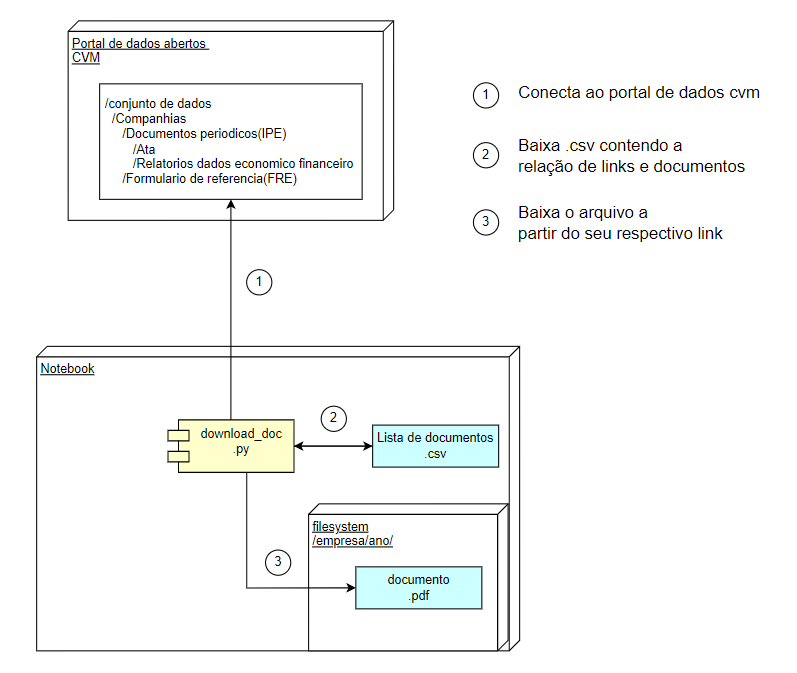 Portal de dados abertos
CVM
/conjunto de dados
/Companhias
/Documentos periodicos(IPE)
/Ata
/Relatorios dados economico financeiro
/Formulario de referencia(FRE)
1 Conecta ao portal de dados cvm
2 Baixa .csv contendo a
relação de links e documentos
3 Baixa o arquivo a
partir do seu respectivo link
1
Notebook
download_doc
.py
2
Lista de documentos
.csv
filesystem
/empresa/ano/
3
documento
.pdf